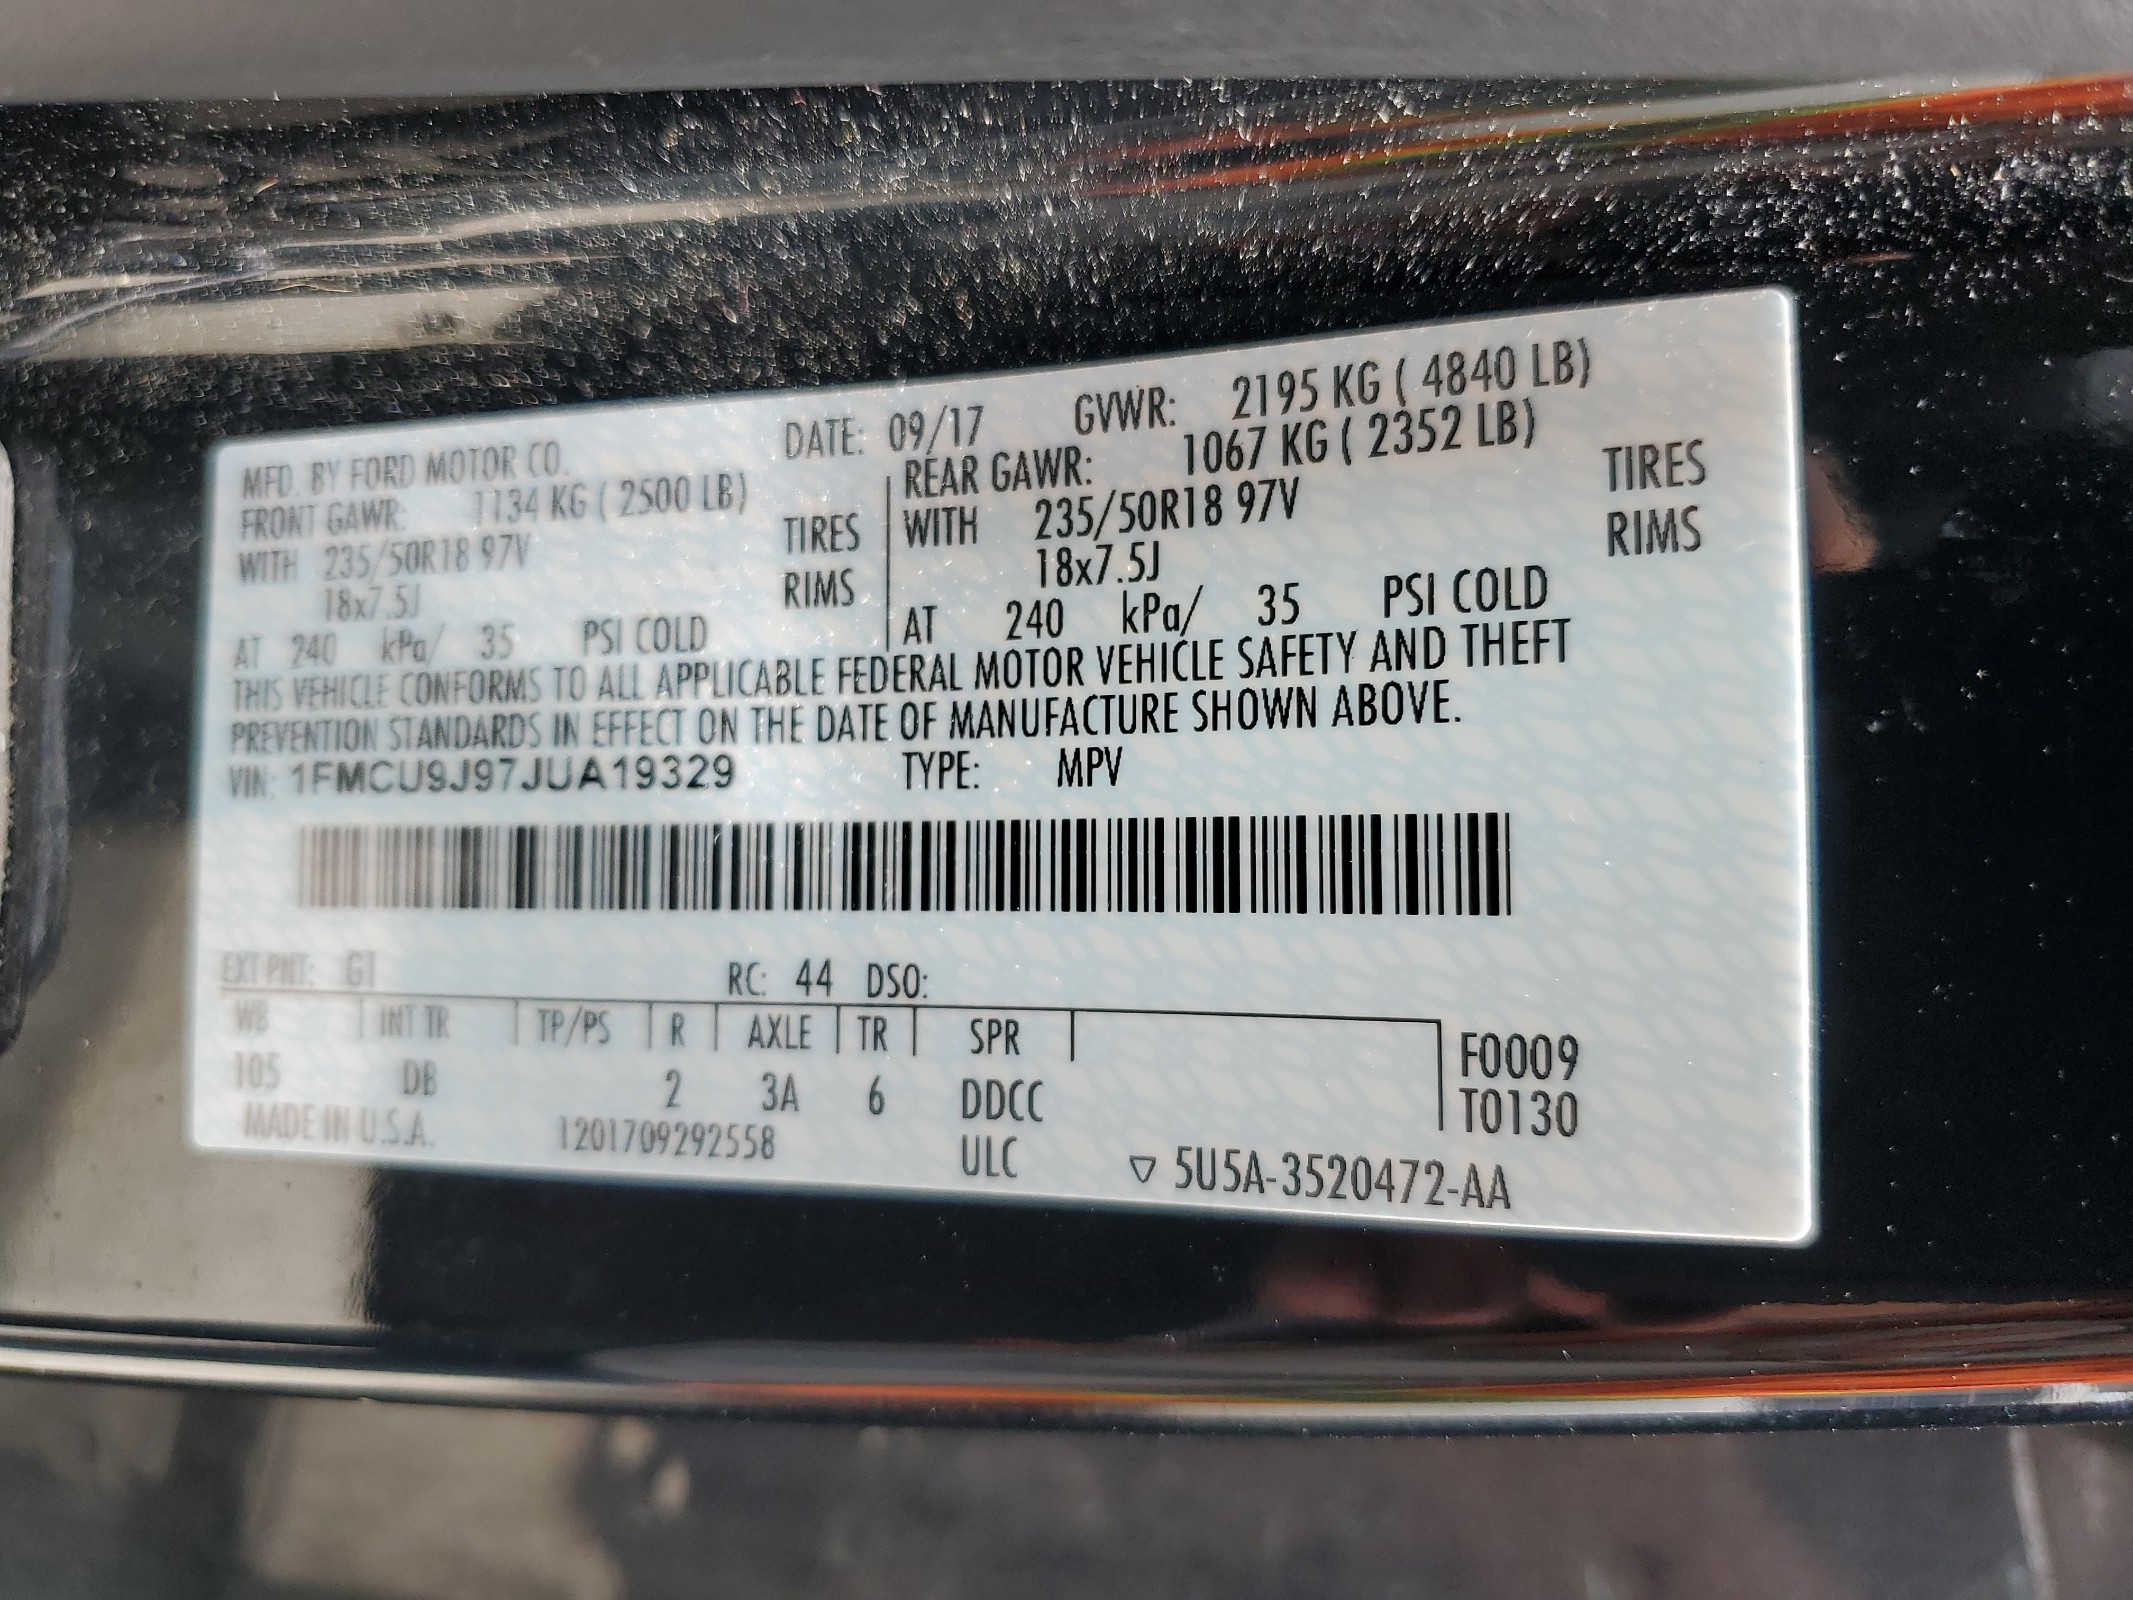 MFD. BY FORD MOTOR CO. DATE: 09/17 GVWR: 2195 KG ( 4840 LB)
FRONT GAWR: 1134 KG ( 2500 LB) REAR GAWR: 1067 KG ( 2352 LB)
WITH 235/50R18 97V TIRES WITH 235/50R18 97V TIRES
18x7.5J RIMS 18x7.5J RIMS
AT 240 kPa/ 35 PSI COLD AT 240 kPa/ 35 PSI COLD
THIS VEHICLE CONFORMS TO ALL APPLICABLE FEDERAL MOTOR VEHICLE SAFETY AND THEFT
PREVENTION STANDARDS IN EFFECT ON THE DATE OF MANUFACTURE SHOWN ABOVE.
VIN: 1FMCU9J97JUA19329 TYPE: MPV
EXT PNT: G1 RC: 44 DSO:
WB INT TR TP/PS R AXLE TR SPR F0009
105 DB 2 3A 6 DDCC T0130
MADE IN U.S.A. 1201709292558 ULC ▽ 5U5A-3520472-AA